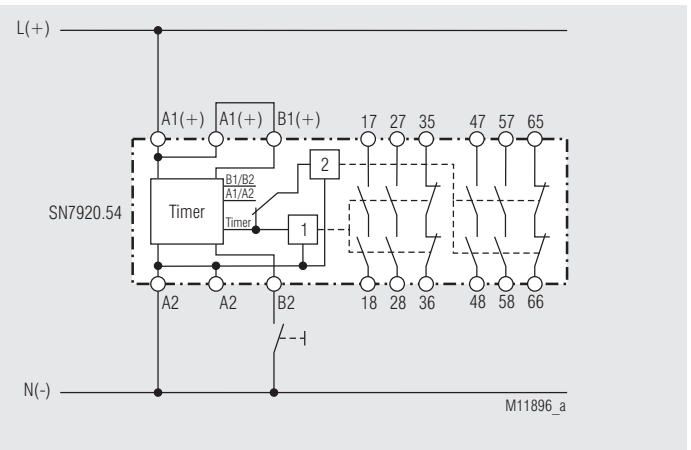 L(+)
A1(+) A1(+) B1(+) 17 27 35 47 57 65
2
B1/B2
A1/A2
SN7920.54 Timer
Timer 1
A2 A2 B2 18 28 36 48 58 66
N(-)
M11896_a